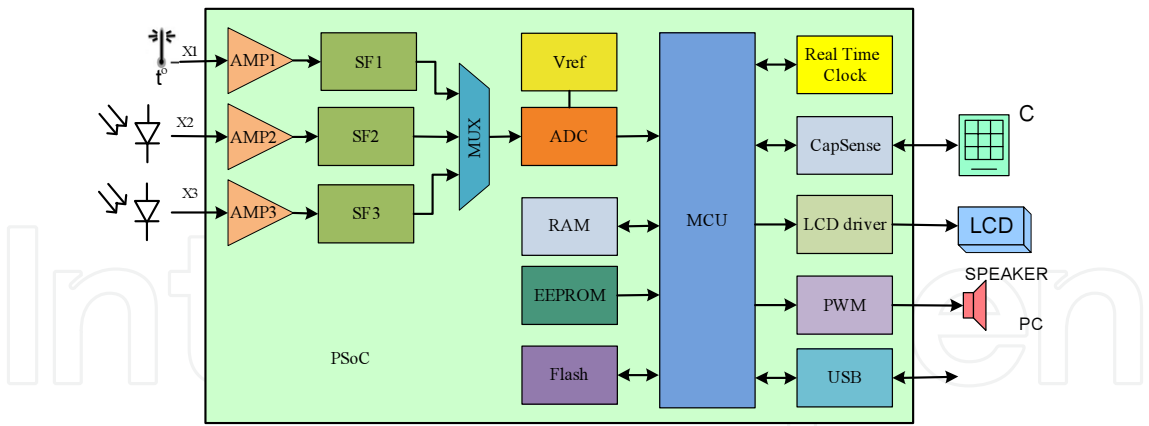 X1
AMP1
SF1
Vref
Real Time
Clock
t°
X2
AMP2
SF2
MUX
ADC
CapSense
C
X3
AMP3
SF3
RAM
MCU
LCD driver
LCD
EEPROM
PWM
SPEAKER
PC
PSoC
Flash
USB